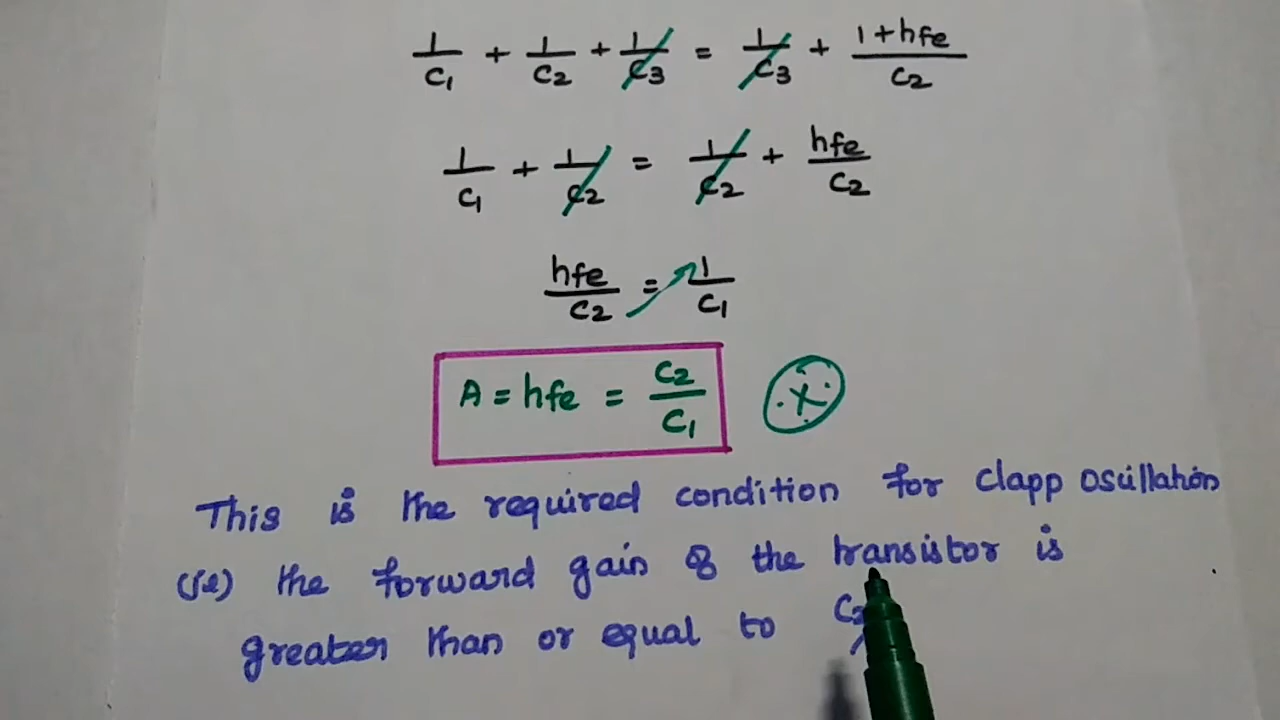 1/C1 + 1/C2 + 1/C3 = 1/C3 + 1+hfe/C2
1/C1 + 1/C2 = 1/C2 + hfe/C2
hfe/C2 = 1/C1
A = hfe = C2/C1
This is the required condition for clapp oscillation
(ie) the forward gain of the transistor is
greater than or equal to